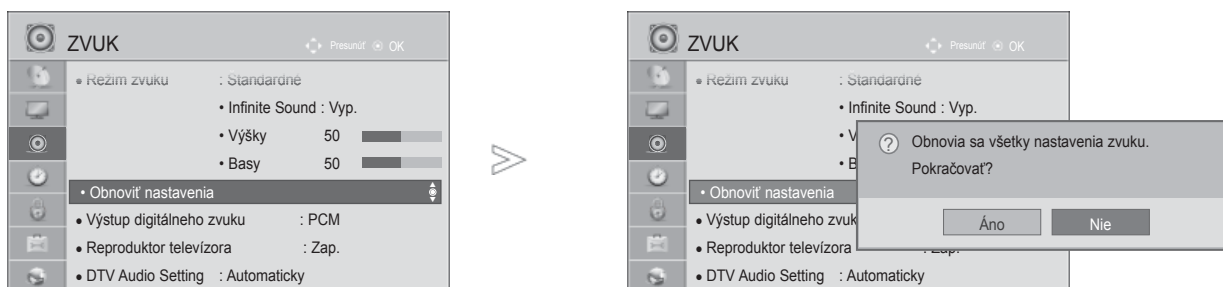 ZVUK
Presunúť OK
• Režim zvuku : Štandardné
• Infinite Sound : Vyp.
• Výšky 50
• Basy 50
• Obnoviť nastavenia
• Výstup digitálneho zvuku : PCM
• Reproduktor televízora : Zap.
• DTV Audio Setting : Automaticky
ZVUK
Presunúť OK
• Režim zvuku : Štandardné
• Infinite Sound : Vyp.
• V
• B
• Obnoviť nastavenia
• Výstup digitálneho zvuk
• Reproduktor televízora : Zap.
• DTV Audio Setting : Automaticky
Obnovia sa všetky nastavenia zvuku.
Pokračovať?
Áno
Nie